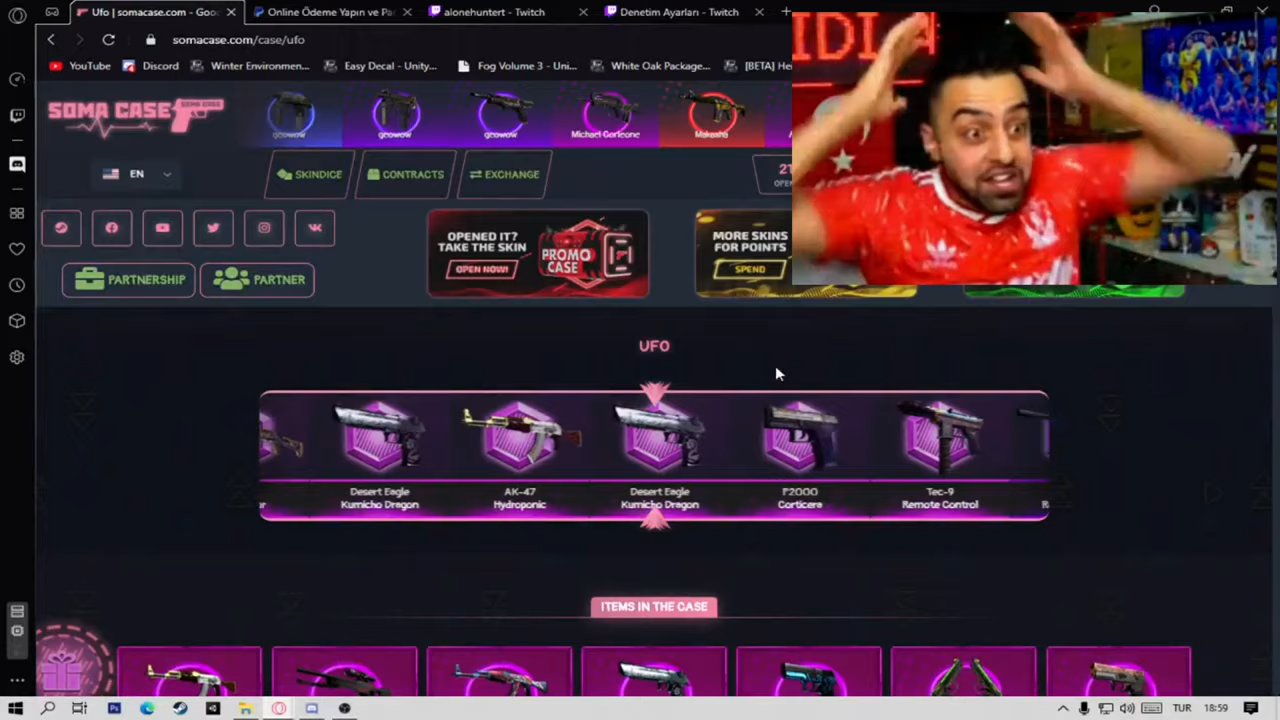 Ufo | somacase.com - Goo
Online Ödeme Yapın ve Par
alonehuntert - Twitch
Denetim Ayarları - Twitch
somacase.com/case/ufo
YouTube
Discord
Winter Environmen...
Easy Decal - Unity...
Fog Volume 3 - Uni...
White Oak Package...
[BETA] He
SOMA CASE
SOMA CASE
Michael Corleone
EN
SKINDICE
CONTRACTS
EXCHANGE
OPENED IT?
TAKE THE SKIN
OPEN NOW!
PROMO
CASE
MORE SKINS
FOR POINTS
SPEND
PARTNERSHIP
PARTNER
UFO
Desert Eagle
Kumicho Dragon
AK-47
Hydroponic
Desert Eagle
Kumicho Dragon
P2000
Corticera
Tec-9
Remote Control
ITEMS IN THE CASE
TUR
18:59